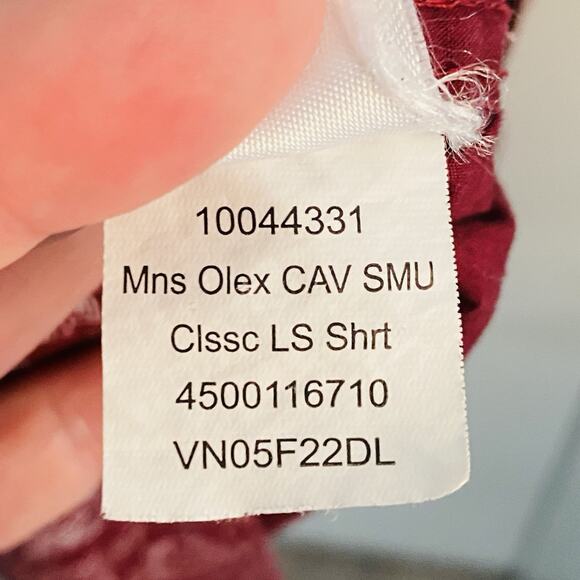 10044331
Mns Olex CAV SMU
Clssc LS Shrt
4500116710
VN05F22DL